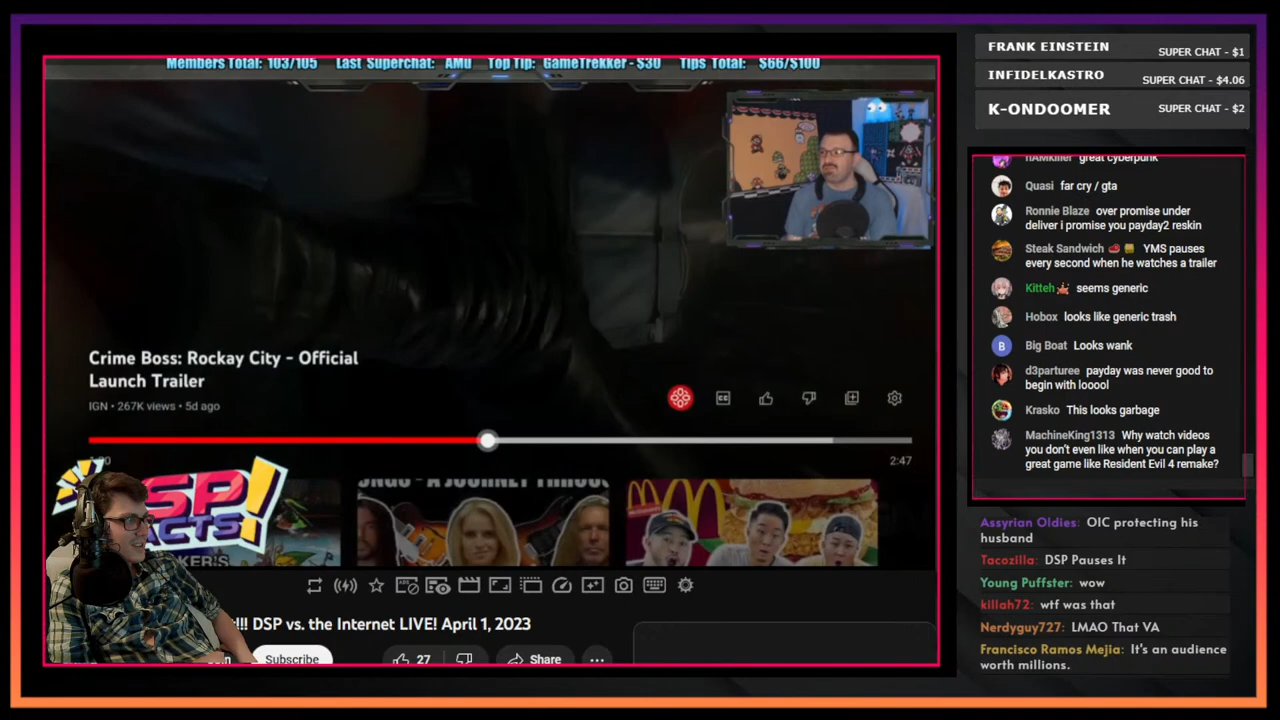 Members Total: 103/105 Last Superchat: AMU Top Tip: GameTrekker - $30 Tips Total: $66/$100
Crime Boss: Rockay City - Official
Launch Trailer
IGN • 267K views • 5d ago
CC
2:47
DSP
ACTS!
McDonald's
!!! DSP vs. the Internet LIVE! April 1, 2023
Subscribe
27
Share
FRANK EINSTEIN SUPER CHAT - $1
INFIDELKASTRO SUPER CHAT - $4.06
K-ONDOOMER SUPER CHAT - $2
great cyberpunk
Quasi far cry / gta
Ronnie Blaze over promise under
deliver i promise you payday2 reskin
Steak Sandwich 🥩 🍔 YMS pauses
every second when he watches a trailer
Kitteh seems generic
Hobox looks like generic trash
B
Big Boat Looks wank
d3parturee payday was never good to
begin with looool
Krasko This looks garbage
MachineKing1313 Why watch videos
you don't even like when you can play a
great game like Resident Evil 4 remake?
Assyrian Oldies: OIC protecting his
husband
Tacozilla: DSP Pauses It
Young Puffster: wow
killah72: wtf was that
Nerdyguy727: LMAO That VA
Francisco Ramos Mejia: It's an audience
worth millions.